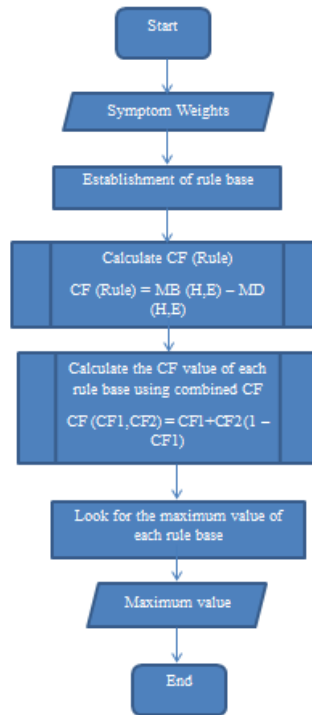 Start
Symptom Weights
Establishment of rule base
Calculate CF (Rule)
CF (Rule) = MB (H,E) – MD
(H,E)
Calculate the CF value of each
rule base using combined CF
CF (CF1,CF2) = CF1+CF2(1 –
CF1)
Look for the maximum value of
each rule base
Maximum value
End